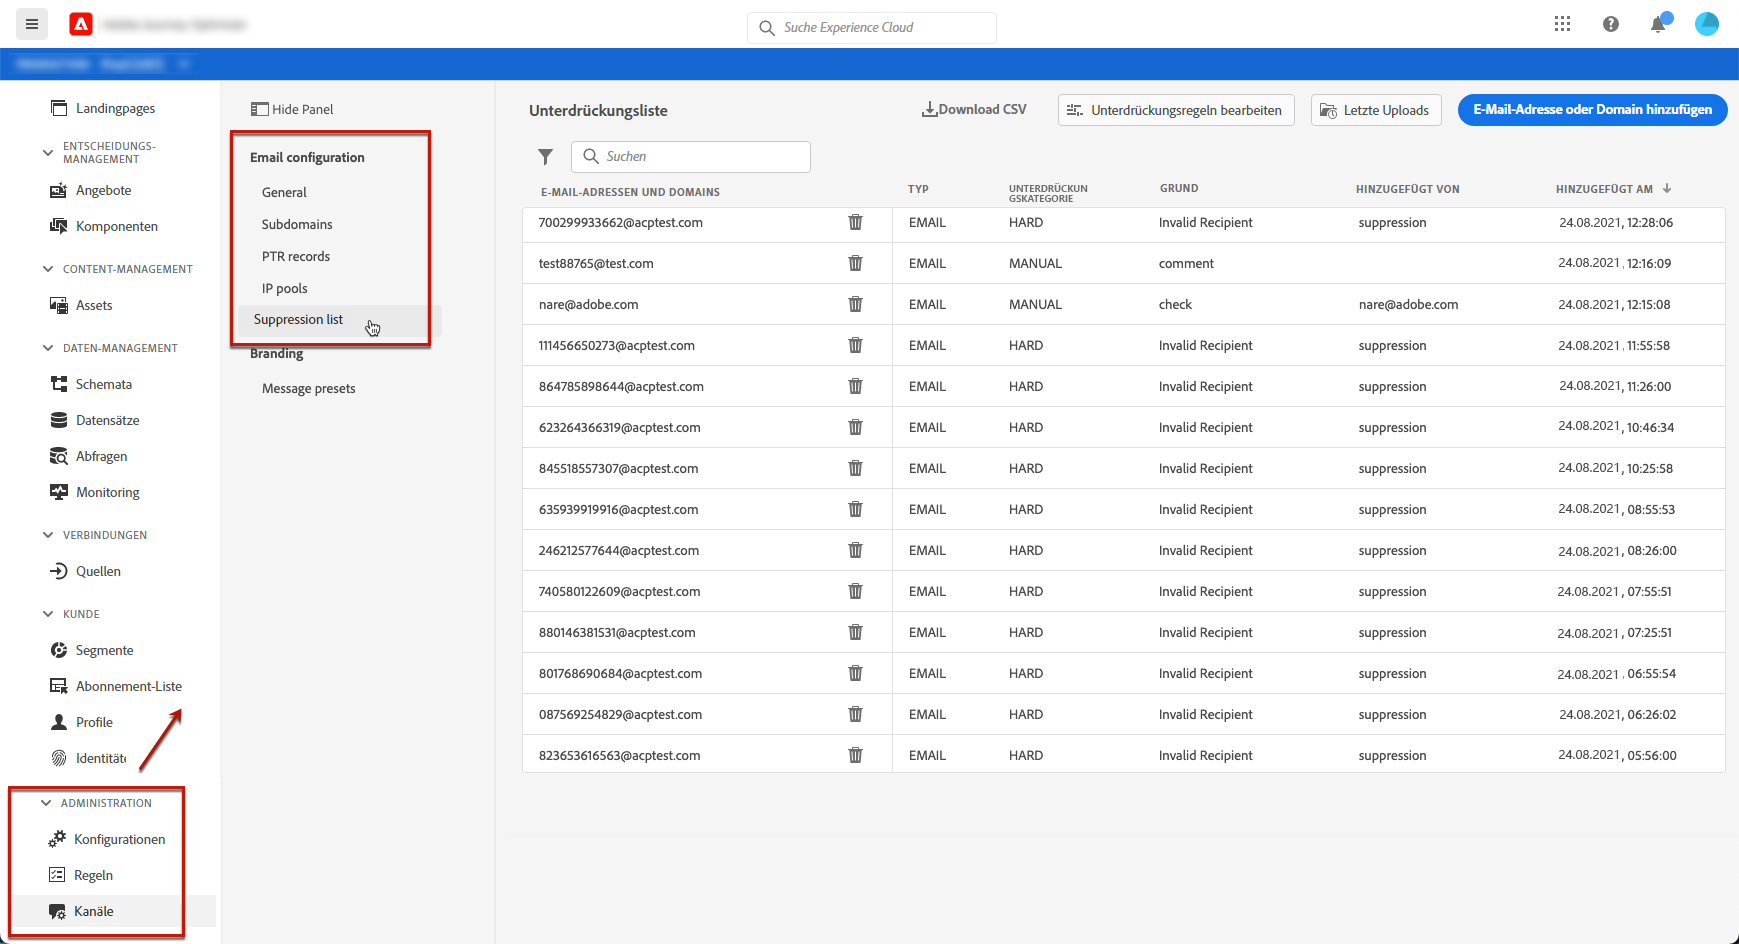 Suche Experience Cloud
Landingpages
ENTSCHEIDUNGS-
MANAGEMENT
Angebote
Komponenten
CONTENT-MANAGEMENT
Assets
DATEN-MANAGEMENT
Schemata
Datensätze
Abfragen
Monitoring
VERBINDUNGEN
Quellen
KUNDE
Segmente
Abonnement-Liste
Profile
Identität
ADMINISTRATION
Konfigurationen
Regeln
Kanäle
Hide Panel
Email configuration
General
Subdomains
PTR records
IP pools
Suppression list
Branding
Message presets
Unterdrückungsliste
Download CSV
Unterdrückungsregeln bearbeiten
Letzte Uploads
E-Mail-Adresse oder Domain hinzufügen
Suchen
E-MAIL-ADRESSEN UND DOMAINS TYP UNTERDRÜCKUN
GSKATEGORIE GRUND HINZUGEFÜGT VON HINZUGEFÜGT AM
700299933662@acptest.com EMAIL HARD Invalid Recipient suppression 24.08.2021, 12:28:06
test88765@test.com EMAIL MANUAL comment 24.08.2021, 12:16:09
nare@adobe.com EMAIL MANUAL check nare@adobe.com 24.08.2021, 12:15:08
111456650273@acptest.com EMAIL HARD Invalid Recipient suppression 24.08.2021, 11:55:58
864785898644@acptest.com EMAIL HARD Invalid Recipient suppression 24.08.2021, 11:26:00
623264366319@acptest.com EMAIL HARD Invalid Recipient suppression 24.08.2021, 10:46:34
845518557307@acptest.com EMAIL HARD Invalid Recipient suppression 24.08.2021, 10:25:58
635939919916@acptest.com EMAIL HARD Invalid Recipient suppression 24.08.2021, 08:55:53
246212577644@acptest.com EMAIL HARD Invalid Recipient suppression 24.08.2021, 08:26:00
740580122609@acptest.com EMAIL HARD Invalid Recipient suppression 24.08.2021, 07:55:51
880146381531@acptest.com EMAIL HARD Invalid Recipient suppression 24.08.2021, 07:25:51
801768690684@acptest.com EMAIL HARD Invalid Recipient suppression 24.08.2021, 06:55:54
087569254829@acptest.com EMAIL HARD Invalid Recipient suppression 24.08.2021, 06:26:02
823653616563@acptest.com EMAIL HARD Invalid Recipient suppression 24.08.2021, 05:56:00